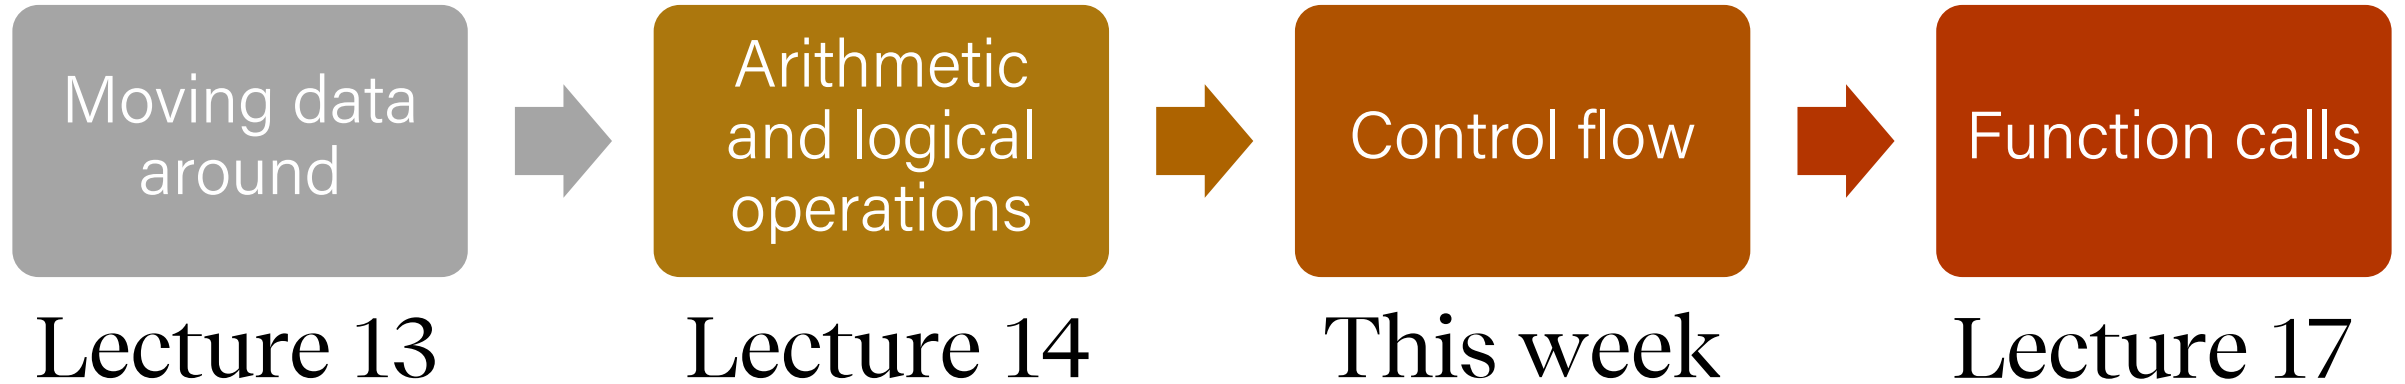 Moving data
around
Arithmetic
and logical
operations
Control flow
Function calls
Lecture 13
Lecture 14
This week
Lecture 17